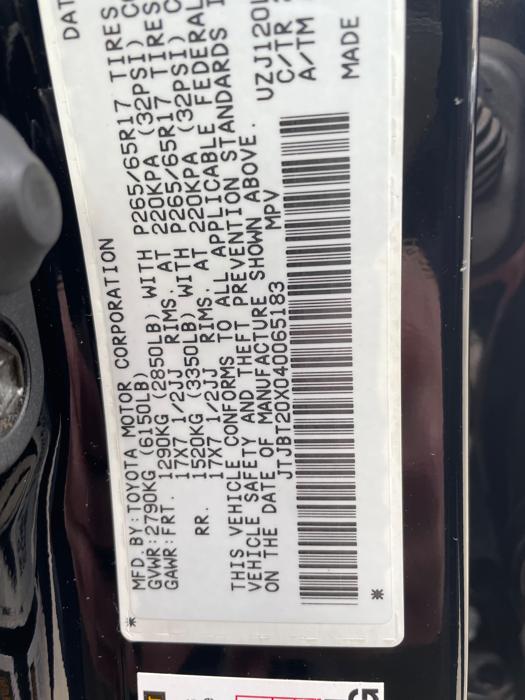 MFD. BY:TOYOTA MOTOR CORPORATION DAT
GVWR:2790KG (6150LB)
GAWR:FRT. 1290KG (2850LB) WITH P265/65R17 TIRES
17X7 1/2JJ RIMS. AT 220KPA (32PSI) CO
RR. 1520KG (3350LB) WITH P265/65R17 TIRES
17X7 1/2JJ RIMS. AT 220KPA (32PSI) C
THIS VEHICLE CONFORMS TO ALL APPLICABLE FEDERAL
VEHICLE SAFETY AND THEFT PREVENTION STANDARDS I
ON THE DATE OF MANUFACTURE SHOWN ABOVE.
JTJBT20X040065183 MPV UZJ120L
C/TR
A/TM
MADE